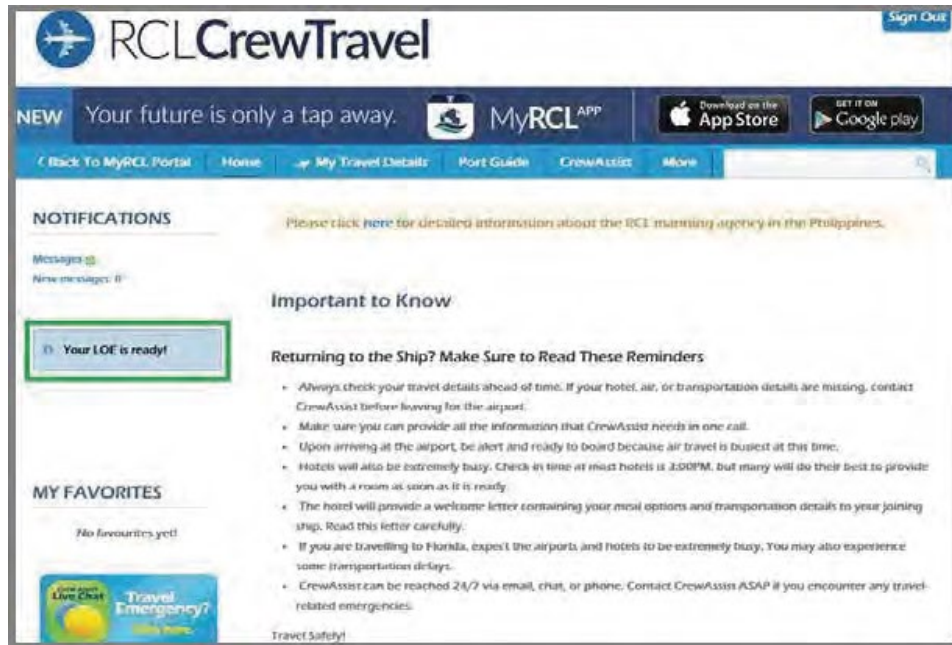 Sign Out
RCLCrewTravel
NEW Your future is only a tap away. MyRCL APP Download on the App Store GET IT ON Google play
< Back To MyRCL Portal Home My Travel Details Port Guide CrewAssist More
NOTIFICATIONS
Please click here for detailed information about the RCL manning agency in the Philippines.
Messages
New messages: 0
Important to Know
Your LOE is ready!
Returning to the Ship? Make Sure to Read These Reminders
• Always check your travel details ahead of time. If your hotel, air, or transportation details are missing, contact
CrewAssist before leaving for the airport.
• Make sure you can provide all the information that CrewAssist needs in one call.
• Upon arriving at the airport, be alert and ready to board because air travel is busiest at this time.
• Hotels will also be extremely busy. Check in time at most hotels is 3:00PM, but many will do their best to provide
you with a room as soon as it is ready.
• The hotel will provide a welcome letter containing your meal options and transportation details to your joining
ship. Read this letter carefully.
• If you are travelling to Florida, expect the airports and hotels to be extremely busy. You may also experience
some transportation delays.
• CrewAssist can be reached 24/7 via email, chat, or phone. Contact CrewAssist ASAP if you encounter any travel-
related emergencies.
Travel Safely!
MY FAVORITES
No favourites yet!
Live Chat
Travel
Emergency?